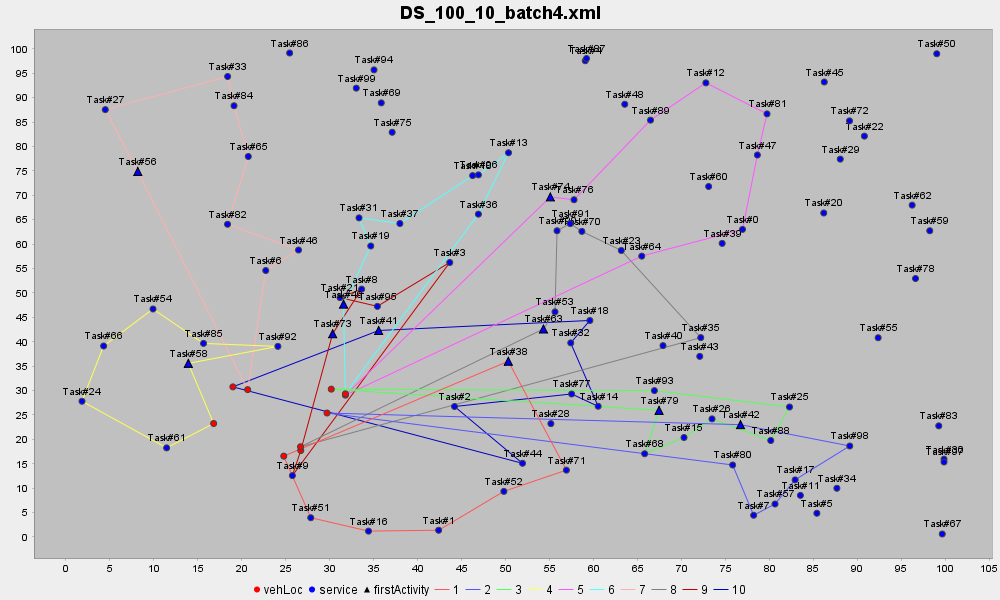 DS_100_10_batch4.xml
Task#86
Task#50
Task#94
Task#33
Task#12
Task#99
Task#45
Task#27
Task#84
Task#69
Task#48
Task#89
Task#81
Task#72
Task#75
Task#22
Task#65
Task#13
Task#47
Task#29
Task#56
Task#60
Task#74
Task#76
Task#62
Task#31
Task#37
Task#36
Task#20
Task#82
Task#91
Task#70
Task#0
Task#59
Task#46
Task#19
Task#23
Task#64
Task#39
Task#6
Task#3
Task#78
Task#8
Task#21
Task#95
Task#54
Task#53
Task#18
Task#73
Task#41
Task#63
Task#66
Task#85
Task#92
Task#32
Task#40
Task#35
Task#55
Task#58
Task#38
Task#43
Task#24
Task#2
Task#77
Task#14
Task#93
Task#79
Task#25
Task#61
Task#28
Task#26
Task#42
Task#83
Task#15
Task#88
Task#68
Task#98
Task#9
Task#44
Task#71
Task#80
Task#17
Task#52
Task#34
Task#11
Task#57
Task#51
Task#7
Task#5
Task#16
Task#1
Task#67
100
95
90
85
80
75
70
65
60
55
50
45
40
35
30
25
20
15
10
5
0
0 5 10 15 20 25 30 35 40 45 50 55 60 65 70 75 80 85 90 95 100 105
vehLoc service firstActivity 1 2 3 4 5 6 7 8 9 10